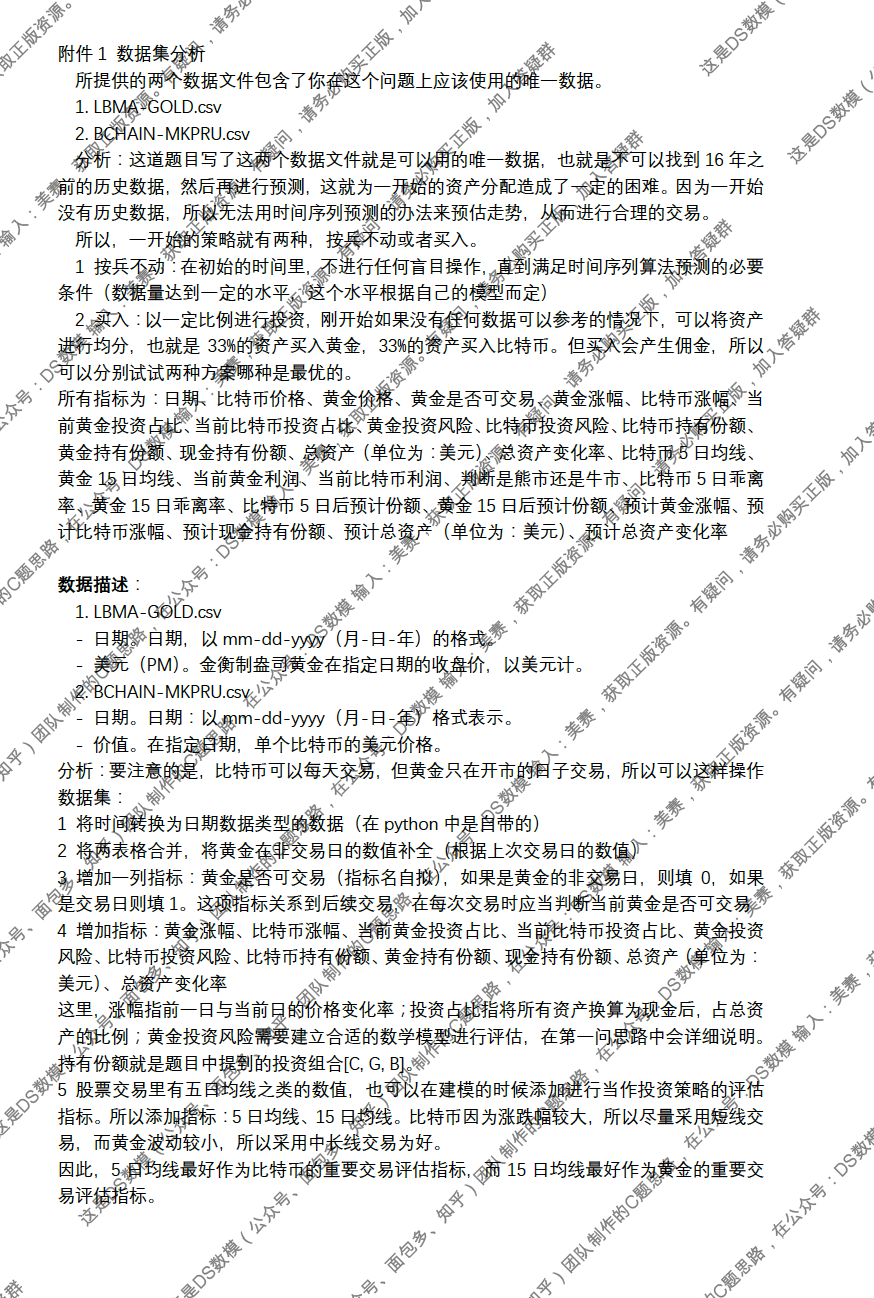 附件 1 数据集分析
所提供的两个数据文件包含了你在这个问题上应该使用的唯一数据。
1. LBMA-GOLD.csv
2. BCHAIN-MKPRU.csv
分析：这道题目写了这两个数据文件就是可以用的唯一数据，也就是不可以找到 16 年之
前的历史数据，然后再进行预测，这就为一开始的资产分配造成了一定的困难。因为一开始
没有历史数据，所以无法用时间序列预测的办法来预估走势，从而进行合理的交易。
所以，一开始的策略就有两种，按兵不动或者买入。
1 按兵不动：在初始的时间里，不进行任何盲目操作，直到满足时间序列算法预测的必要
条件（数据量达到一定的水平，这个水平根据自己的模型而定）
2 买入：以一定比例进行投资，刚开始如果没有任何数据可以参考的情况下，可以将资产
进行均分，也就是 33%的资产买入黄金，33%的资产买入比特币。但买入会产生佣金，所以
可以分别试试两种方案哪种是最优的。
所有指标为：日期、比特币价格、黄金价格、黄金是否可交易、黄金涨幅、比特币涨幅、当
前黄金投资占比、当前比特币投资占比、黄金投资风险、比特币投资风险、比特币持有份额、
黄金持有份额、现金持有份额、总资产（单位为：美元）、总资产变化率、比特币 5 日均线、
黄金 15 日均线、当前黄金利润、当前比特币利润、判断是熊市还是牛市、比特币 5 日乖离
率、黄金 15 日乖离率、比特币 5 日后预计份额、黄金 15 日后预计份额、预计黄金涨幅、预
计比特币涨幅、预计现金持有份额、预计总资产（单位为：美元）、预计总资产变化率
数据描述：
1. LBMA-GOLD.csv
- 日期。日期，以 mm-dd-yyyy（月-日-年）的格式。
- 美元（PM）。金衡制盎司黄金在指定日期的收盘价，以美元计。
2. BCHAIN-MKPRU.csv
- 日期。日期：以 mm-dd-yyyy（月-日-年）格式表示。
- 价值。在指定日期，单个比特币的美元价格。
分析：要注意的是，比特币可以每天交易，但黄金只在开市的日子交易，所以可以这样操作
数据集：
1 将时间转换为日期数据类型的数据（在 python 中是自带的）
2 将两表格合并，将黄金在非交易日的数值补全（根据上次交易日的数值）
3 增加一列指标：黄金是否可交易（指标名自拟），如果是黄金的非交易日，则填 0，如果
是交易日则填 1。这项指标关系到后续交易，在每次交易时应当判断当前黄金是否可交易
4 增加指标：黄金涨幅、比特币涨幅、当前黄金投资占比、当前比特币投资占比、黄金投资
风险、比特币投资风险、比特币持有份额、黄金持有份额、现金持有份额、总资产（单位为：
美元）、总资产变化率
这里，涨幅指前一日与当前日的价格变化率；投资占比指将所有资产换算为现金后，占总资
产的比例；黄金投资风险需要建立合适的数学模型进行评估，在第一问思路中会详细说明。
持有份额就是题目中提到的投资组合[C, G, B]。
5 股票交易里有五日均线之类的数值，也可以在建模的时候添加进行当作投资策略的评估
指标。所以添加指标：5 日均线、15 日均线。比特币因为涨跌幅较大，所以尽量采用短线交
易，而黄金波动较小，所以采用中长线交易为好。
因此，5 日均线最好作为比特币的重要交易评估指标，而 15 日均线最好作为黄金的重要交
易评估指标。